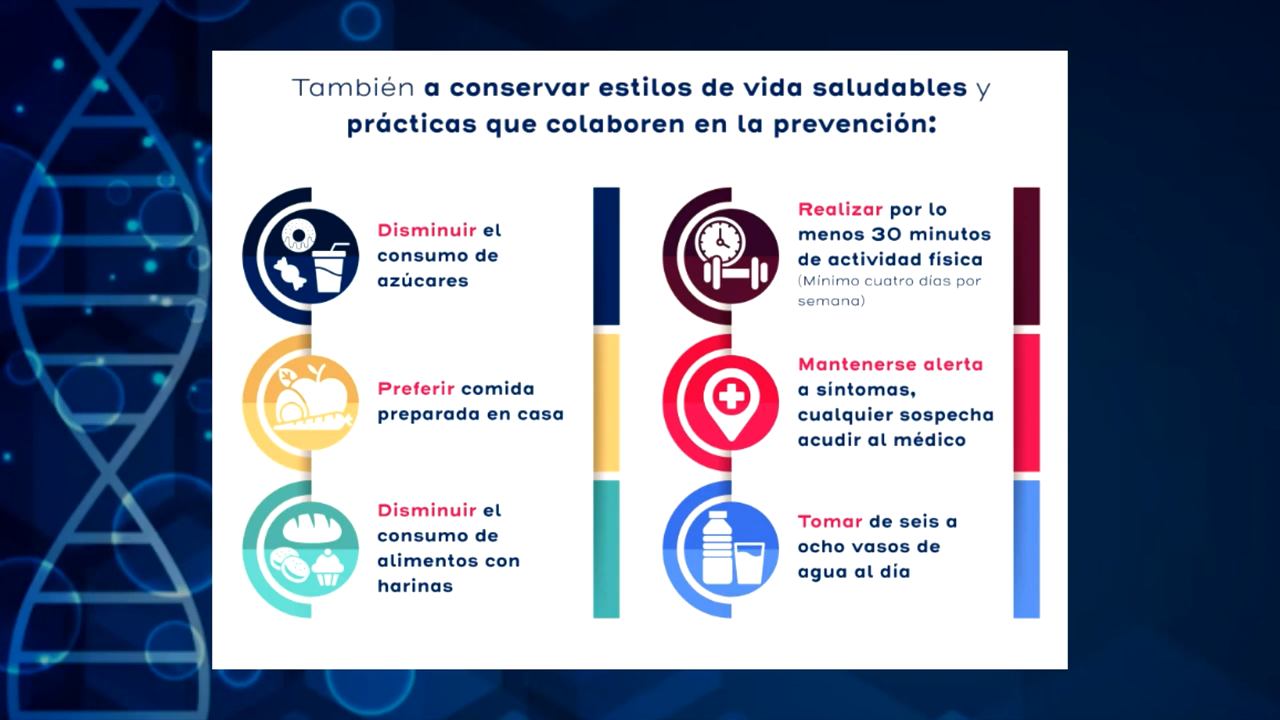 También a conservar estilos de vida saludables y
prácticas que colaboren en la prevención:
Disminuir el
consumo de
azúcares
Preferir comida
preparada en casa
Disminuir el
consumo de
alimentos con
harinas
Realizar por lo
menos 30 minutos
de actividad física
(Mínimo cuatro días por
semana)
Mantenerse alerta
a síntomas,
cualquier sospecha
acudir al médico
Tomar de seis a
ocho vasos de
agua al día